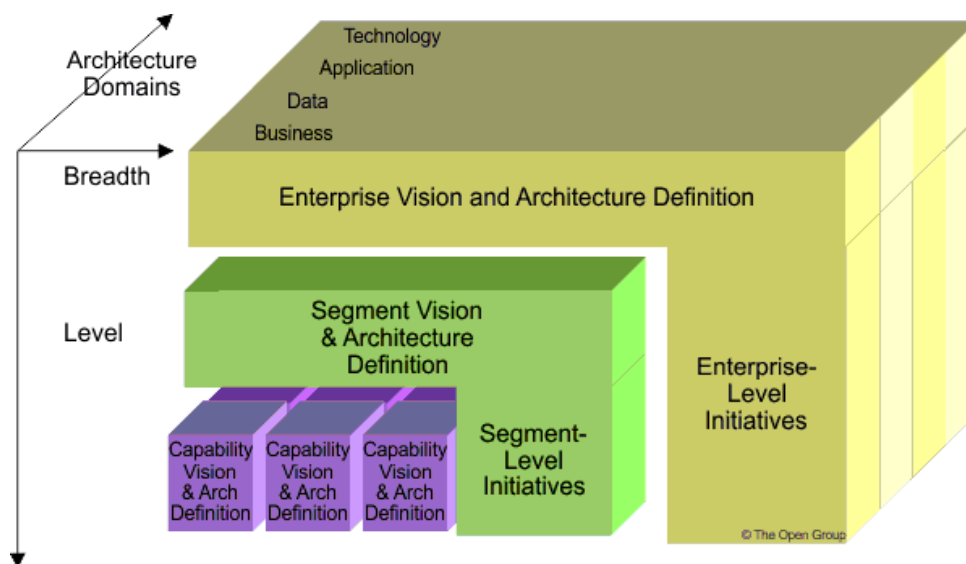 Technology
Application
Data
Business
Architecture
Domains
Breadth
Level
Enterprise Vision and Architecture Definition
Segment Vision
& Architecture
Definition
Enterprise-
Level
Initiatives
Segment-
Level
Initiatives
Capability
Vision
& Arch
Definition
Capability
Vision
& Arch
Definition
Capability
Vision
& Arch
Definition
© The Open Group